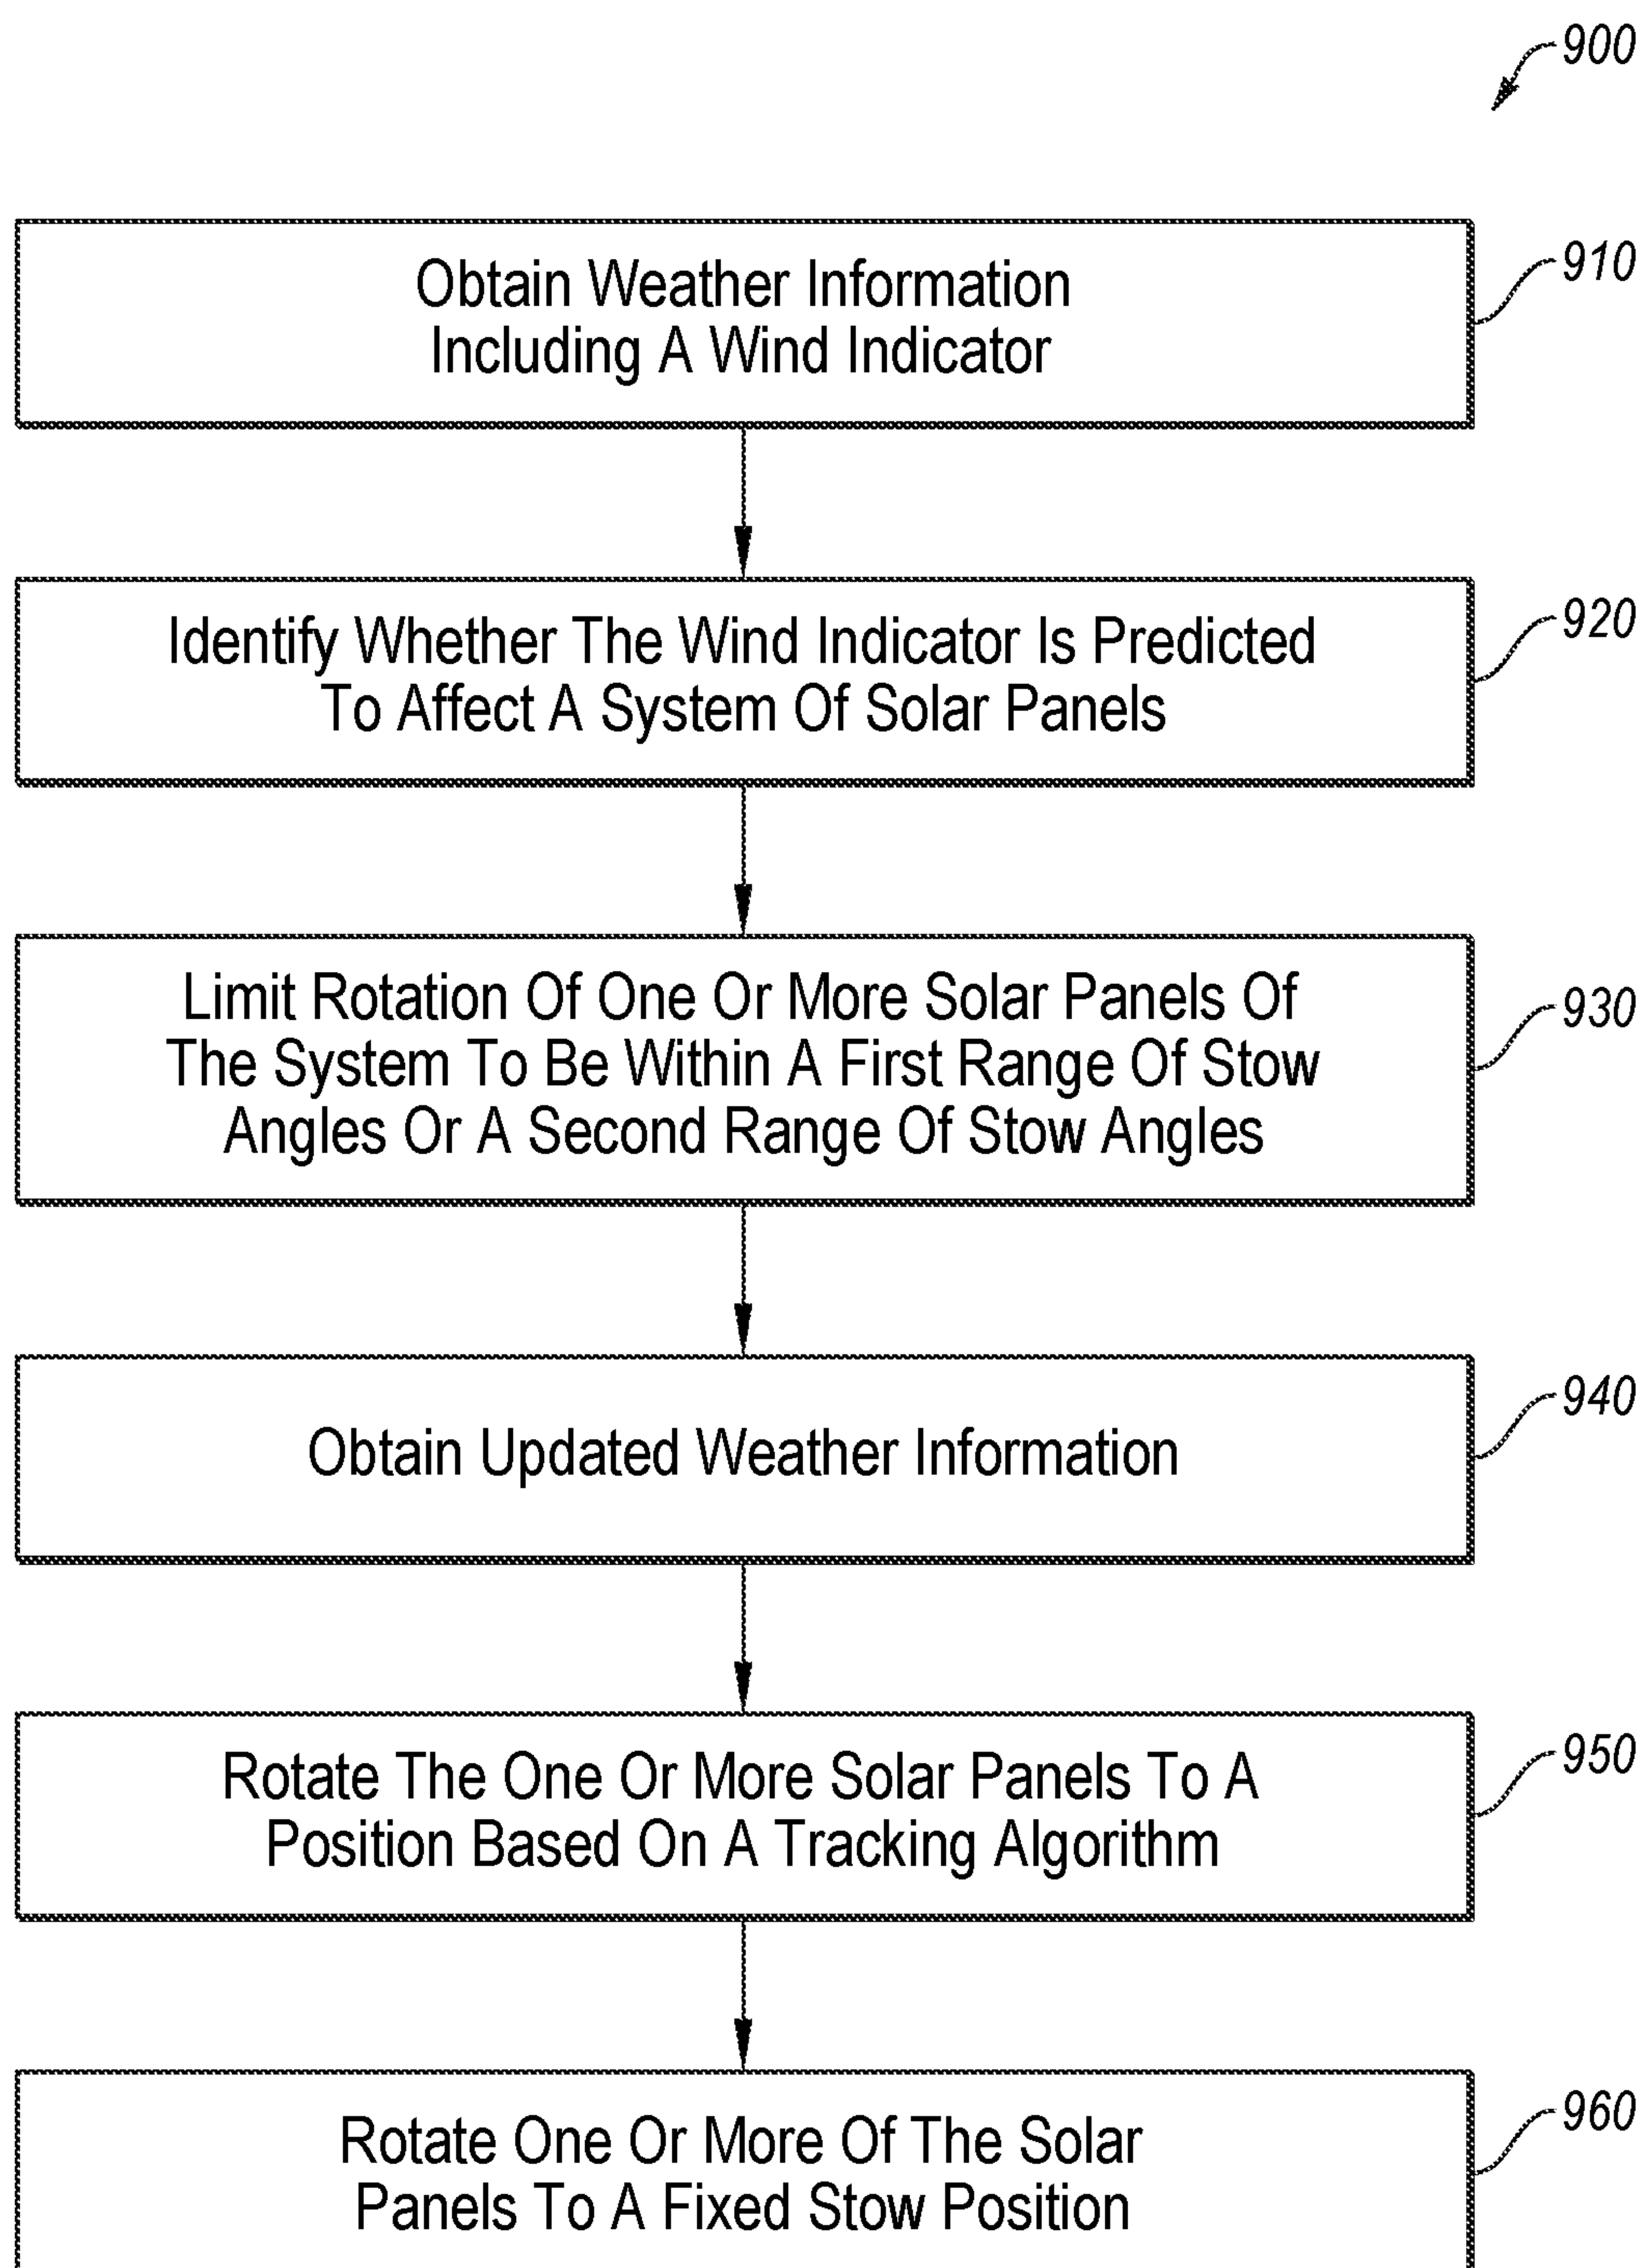 900
Obtain Weather Information
Including A Wind Indicator
910
Identify Whether The Wind Indicator Is Predicted
To Affect A System Of Solar Panels
920
Limit Rotation Of One Or More Solar Panels Of
The System To Be Within A First Range Of Stow
Angles Or A Second Range Of Stow Angles
930
Obtain Updated Weather Information
940
Rotate The One Or More Solar Panels To A
Position Based On A Tracking Algorithm
950
Rotate One Or More Of The Solar
Panels To A Fixed Stow Position
960